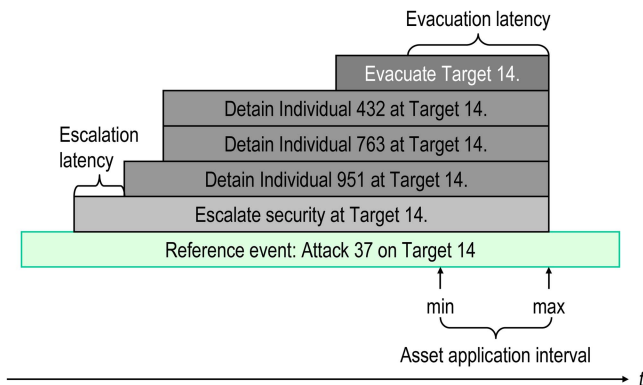 Evacuation latency
Evacuate Target 14.
Detain Individual 432 at Target 14.
Escalation
latency
Detain Individual 763 at Target 14.
Detain Individual 951 at Target 14.
Escalate security at Target 14.
Reference event: Attack 37 on Target 14
min
max
Asset application interval
t